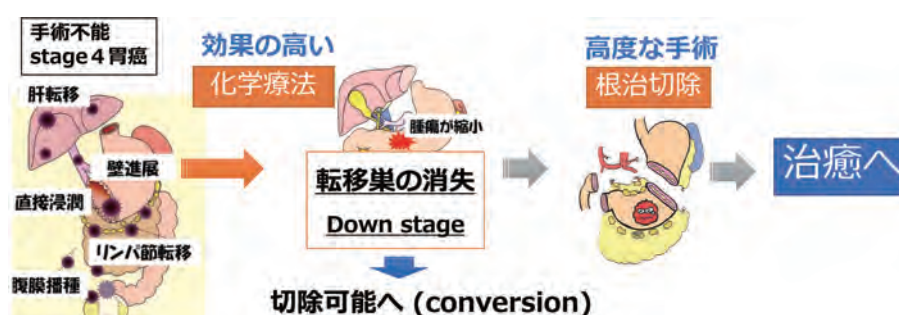 手術不能
stage４胃癌
肝転移
壁進展
直接浸潤
リンパ節転移
腹膜播種
効果の高い
化学療法
腫瘍が縮小
転移巣の消失
Down stage
切除可能へ (conversion)
高度な手術
根治切除
治癒へ